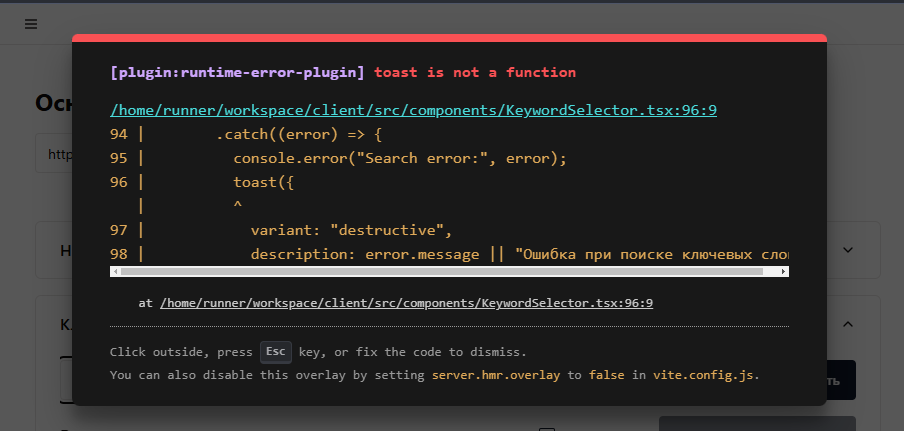 [plugin:runtime-error-plugin] toast is not a function
/home/runner/workspace/client/src/components/KeywordSelector.tsx:96:9
94 |        .catch((error) => {
95 |          console.error("Search error:", error);
96 |          toast({
   |          ^
97 |            variant: "destructive",
98 |            description: error.message || "Ошибка при поиске ключевых
at /home/runner/workspace/client/src/components/KeywordSelector.tsx:96:9
Click outside, press Esc key, or fix the code to dismiss.
You can also disable this overlay by setting server.hmr.overlay to false in vite.config.js.